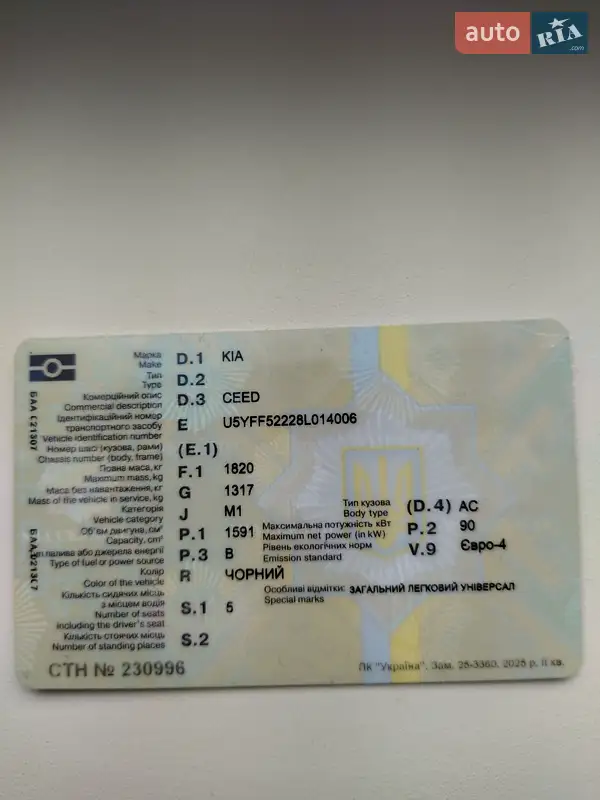 auto RIA .com
Марка D.1 KIA
Make
Тип D.2
Type
Комерційний опис D.3 CEED
Commercial description
Ідентифікаційний номер
транспортного засобу E U5YFF52228L014006
Vehicle identification number
Номер шасі (кузова, рами) (E.1)
Chassis number (body, frame)
Повна маса, кг F.1 1820
Maximum mass, kg
Маса без навантаження, кг G 1317
Mass of the vehicle in service, kg
Категорія J M1
Vehicle category
Тип кузова (D.4) AC
Body type
Об'єм двигуна, см³ P.1 1591
Capacity, cm³
Максимальна потужність кВт P.2 90
Maximum net power (in kW)
Тип палива або джерела енергії P.3 B
Type of fuel or power source
Рівень екологічних норм V.9 Євро-4
Emission standard
Колір R ЧОРНИЙ
Color of the vehicle
Особливі відмітки: ЗАГАЛЬНИЙ ЛЕГКОВИЙ УНІВЕРСАЛ
Special marks
Кількість сидячих місць
з місцем водія S.1 5
Number of seats
including the driver's seat
Кількість стоячих місць S.2
Number of standing places
СТН № 230996
ПК "Україна". Зам. 25-3360. 2025 р. ІІ кв.